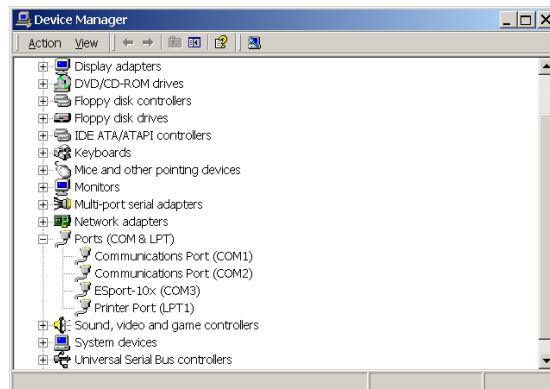 Device Manager
Action View
Display adapters
DVD/CD-ROM drives
Floppy disk controllers
Floppy disk drives
IDE ATA/ATAPI controllers
Keyboards
Mice and other pointing devices
Monitors
Multi-port serial adapters
Network adapters
Ports (COM & LPT)
Communications Port (COM1)
Communications Port (COM2)
ESport-10x (COM3)
Printer Port (LPT1)
Sound, video and game controllers
System devices
Universal Serial Bus controllers